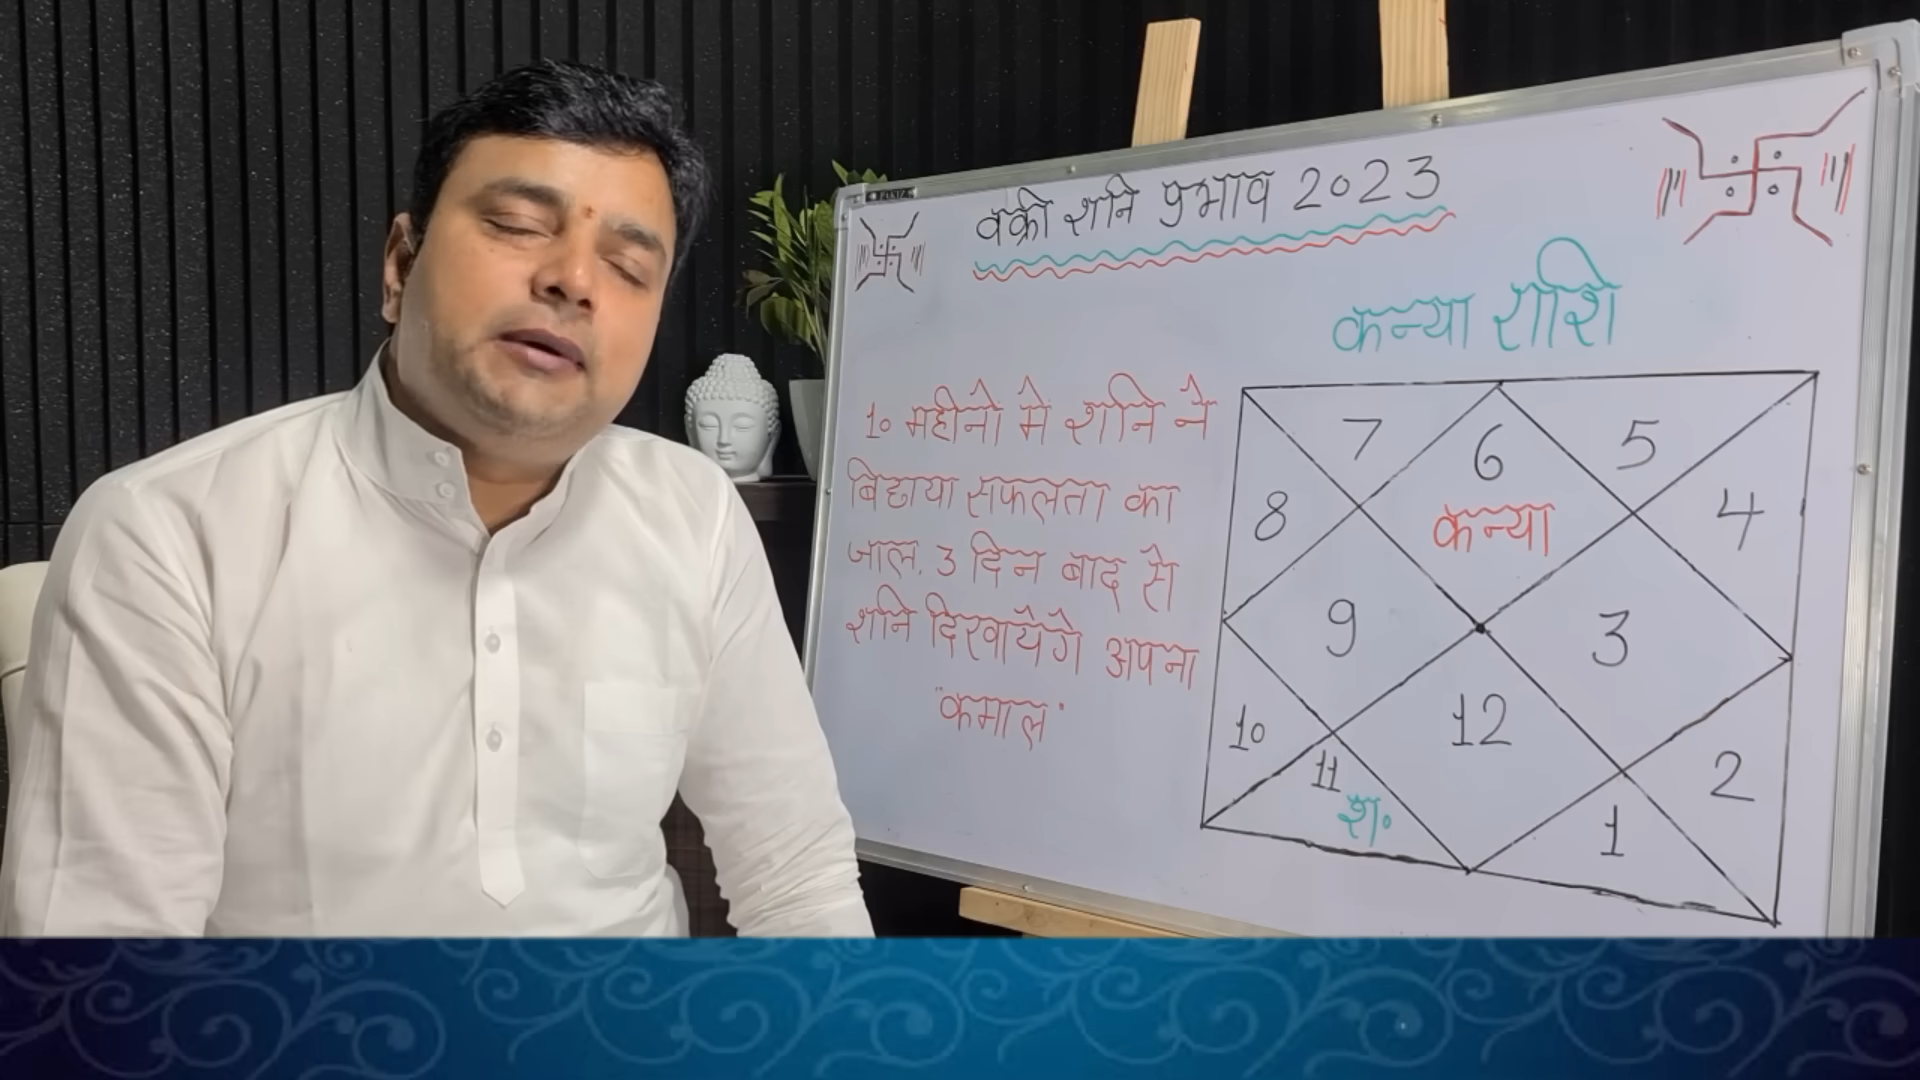 वक्री शनि प्रभाव 2023
कन्या राशि
10 महीनो मे शनि ने
बिछाया सफलता का
जाल. 3 दिन बाद से
शनि दिखायेंगे अपना
"कमाल"
7
6
5
8
कन्या
4
9
3
10
12
11
2
श॰
1